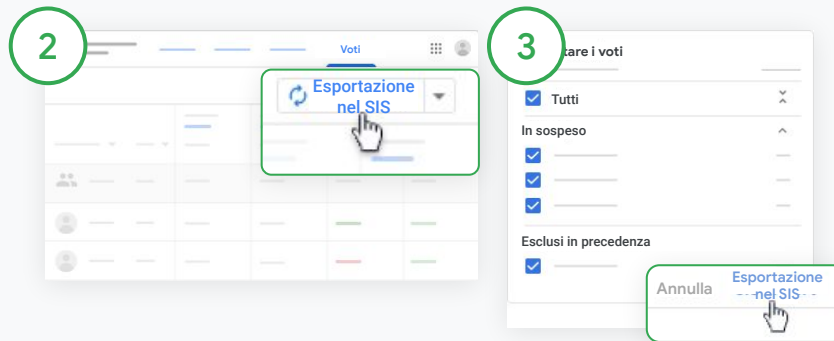 2
Voti
Esportazione
nel SIS
3
tare i voti
Tutti
In sospeso
Esclusi in precedenza
Annulla
Esportazione
nel SIS